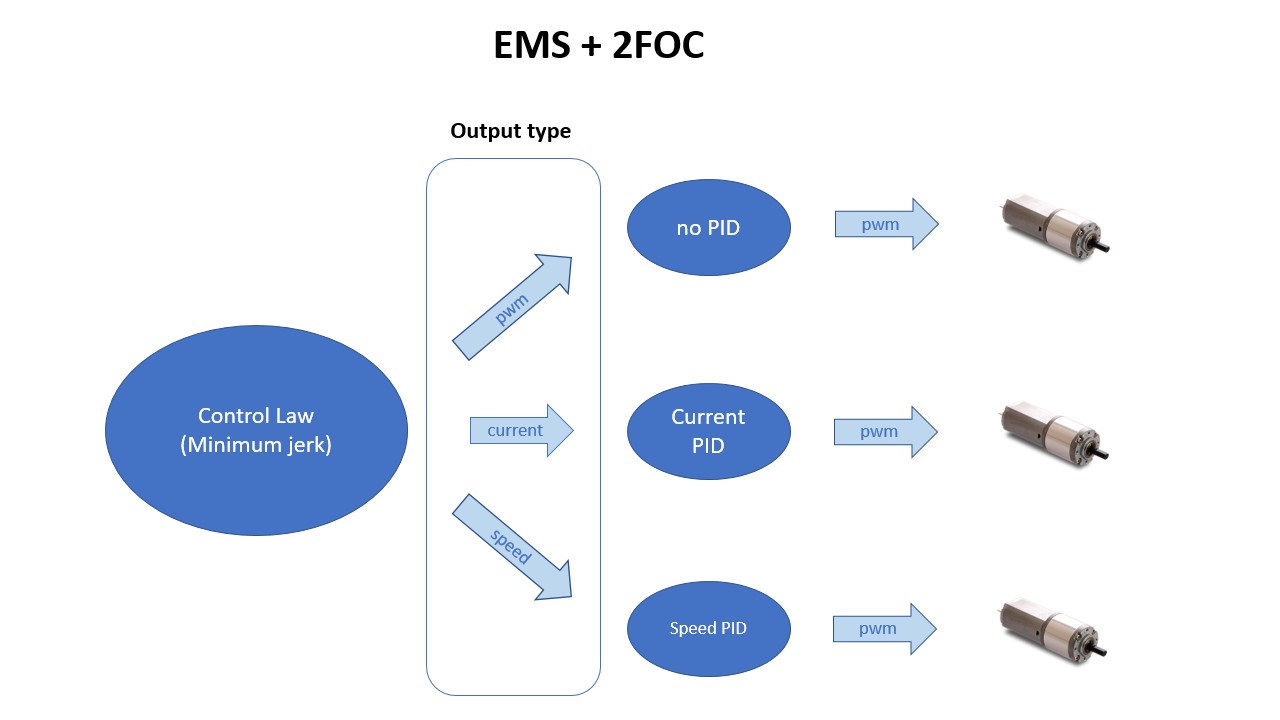 EMS + 2FOC
Output type
Control Law
(Minimum jerk)
pwm
no PID
pwm
current
Current
PID
pwm
speed
Speed PID
pwm